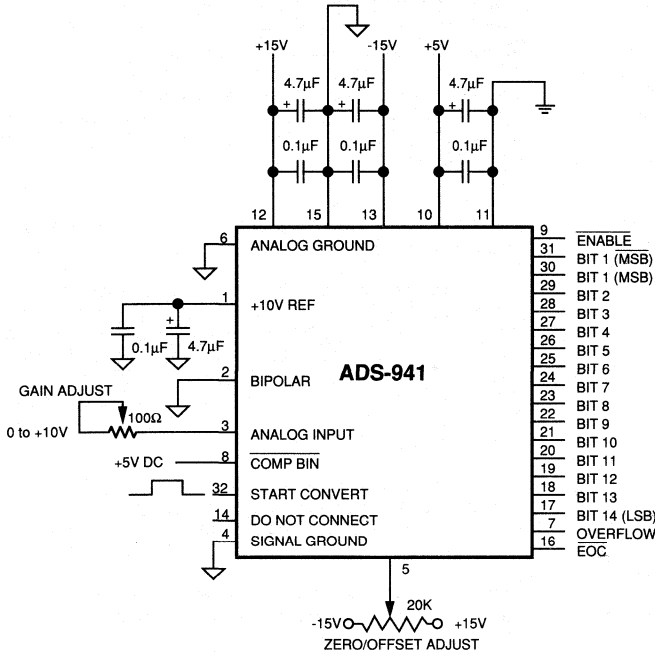 +15V -15V +5V
4.7µF 4.7µF 4.7µF
+ + +
0.1µF 0.1µF 0.1µF
12 15 13 10 11
6 ANALOG GROUND
1 +10V REF
+
0.1µF 4.7µF
2 BIPOLAR
ADS-941
GAIN ADJUST
100Ω
0 to +10V
3 ANALOG INPUT
+5V DC 8 COMP BIN
32 START CONVERT
14 DO NOT CONNECT
4 SIGNAL GROUND
9 ENABLE
31 BIT 1 (MSB)
30 BIT 1 (MSB)
29 BIT 2
28 BIT 3
27 BIT 4
26 BIT 5
25 BIT 6
24 BIT 7
23 BIT 8
22 BIT 9
21 BIT 10
20 BIT 11
19 BIT 12
18 BIT 13
17 BIT 14 (LSB)
7 OVERFLOW
16 EOC
5
20K
-15V +15V
ZERO/OFFSET ADJUST